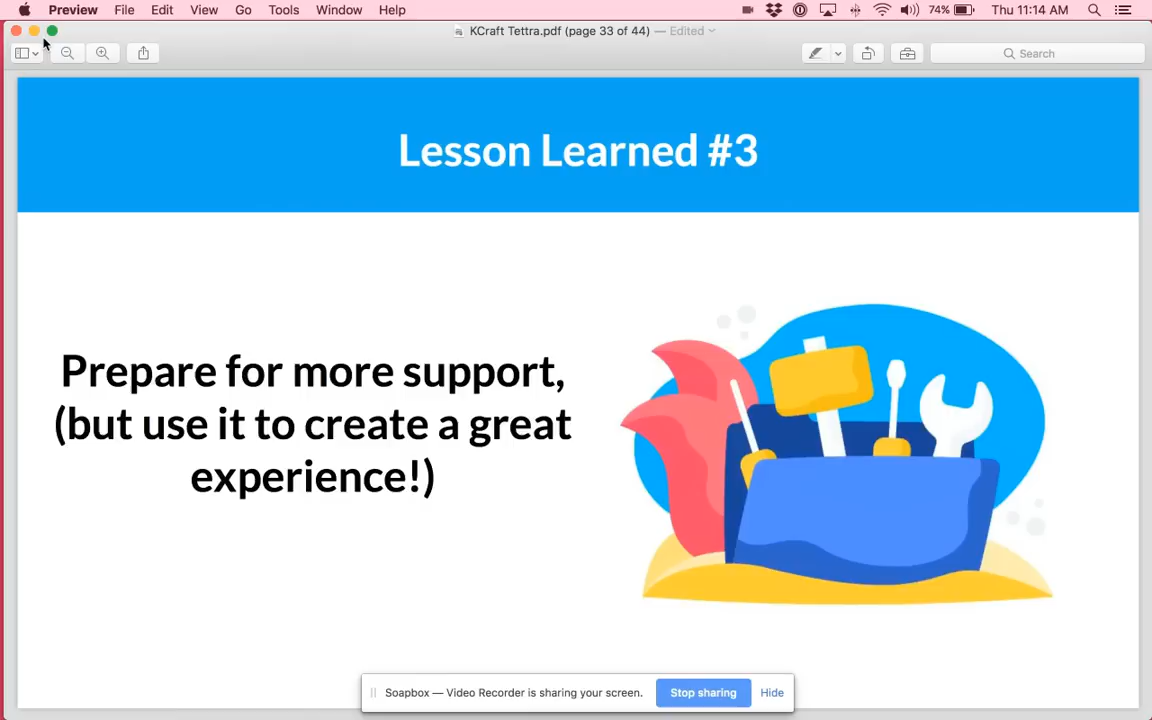 Preview File Edit View Go Tools Window Help 74% Thu 11:14 AM
KCraft Tettra.pdf (page 33 of 44) — Edited
Search
Lesson Learned #3
Prepare for more support,
(but use it to create a great
experience!)
Soapbox — Video Recorder is sharing your screen. Stop sharing Hide